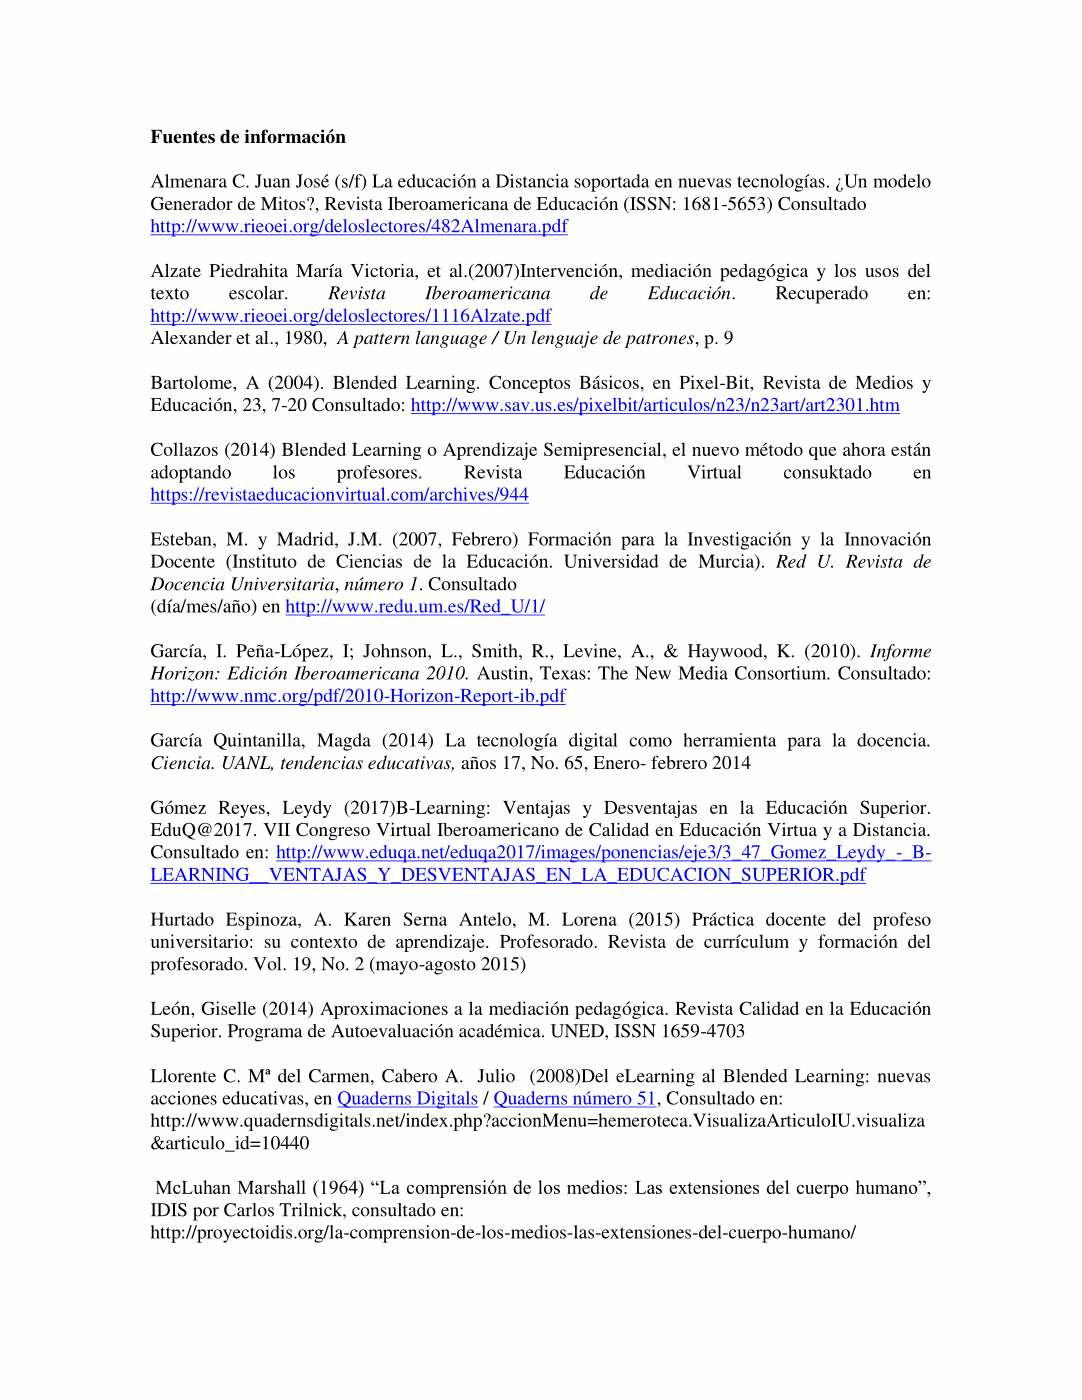 Fuentes de información
Almenara C. Juan José (s/f) La educación a Distancia soportada en nuevas tecnologías. ¿Un modelo
Generador de Mitos?, Revista Iberoamericana de Educación (ISSN: 1681-5653) Consultado
http://www.rieoei.org/deloslectores/482Almenara.pdf
Alzate Piedrahita María Victoria, et al.(2007)Intervención, mediación pedagógica y los usos del
texto escolar. Revista Iberoamericana de Educación. Recuperado en:
http://www.rieoei.org/deloslectores/1116Alzate.pdf
Alexander et al., 1980,  A pattern language / Un lenguaje de patrones, p. 9
Bartolome, A (2004). Blended Learning. Conceptos Básicos, en Pixel-Bit, Revista de Medios y
Educación, 23, 7-20 Consultado: http://www.sav.us.es/pixelbit/articulos/n23/n23art/art2301.htm
Collazos (2014) Blended Learning o Aprendizaje Semipresencial, el nuevo método que ahora están
adoptando los profesores. Revista Educación Virtual consuktado en
https://revistaeducacionvirtual.com/archives/944
Esteban, M. y Madrid, J.M. (2007, Febrero) Formación para la Investigación y la Innovación
Docente (Instituto de Ciencias de la Educación. Universidad de Murcia). Red U. Revista de
Docencia Universitaria, número 1. Consultado
(día/mes/año) en http://www.redu.um.es/Red_U/1/
García, I. Peña-López, I; Johnson, L., Smith, R., Levine, A., & Haywood, K. (2010). Informe
Horizon: Edición Iberoamericana 2010. Austin, Texas: The New Media Consortium. Consultado:
http://www.nmc.org/pdf/2010-Horizon-Report-ib.pdf
García Quintanilla, Magda (2014) La tecnología digital como herramienta para la docencia.
Ciencia. UANL, tendencias educativas, años 17, No. 65, Enero- febrero 2014
Gómez Reyes, Leydy (2017)B-Learning: Ventajas y Desventajas en la Educación Superior.
EduQ@2017. VII Congreso Virtual Iberoamericano de Calidad en Educación Virtua y a Distancia.
Consultado en: http://www.eduqa.net/eduqa2017/images/ponencias/eje3/3_47_Gomez_Leydy_-_B-
LEARNING__VENTAJAS_Y_DESVENTAJAS_EN_LA_EDUCACION_SUPERIOR.pdf
Hurtado Espinoza, A. Karen Serna Antelo, M. Lorena (2015) Práctica docente del profeso
universitario: su contexto de aprendizaje. Profesorado. Revista de currículum y formación del
profesorado. Vol. 19, No. 2 (mayo-agosto 2015)
León, Giselle (2014) Aproximaciones a la mediación pedagógica. Revista Calidad en la Educación
Superior. Programa de Autoevaluación académica. UNED, ISSN 1659-4703
Llorente C. Mª del Carmen, Cabero A.  Julio  (2008)Del eLearning al Blended Learning: nuevas
acciones educativas, en Quaderns Digitals / Quaderns número 51, Consultado en:
http://www.quadernsdigitals.net/index.php?accionMenu=hemeroteca.VisualizaArticuloIU.visualiza
&articulo_id=10440
McLuhan Marshall (1964) “La comprensión de los medios: Las extensiones del cuerpo humano”,
IDIS por Carlos Trilnick, consultado en:
http://proyectoidis.org/la-comprension-de-los-medios-las-extensiones-del-cuerpo-humano/